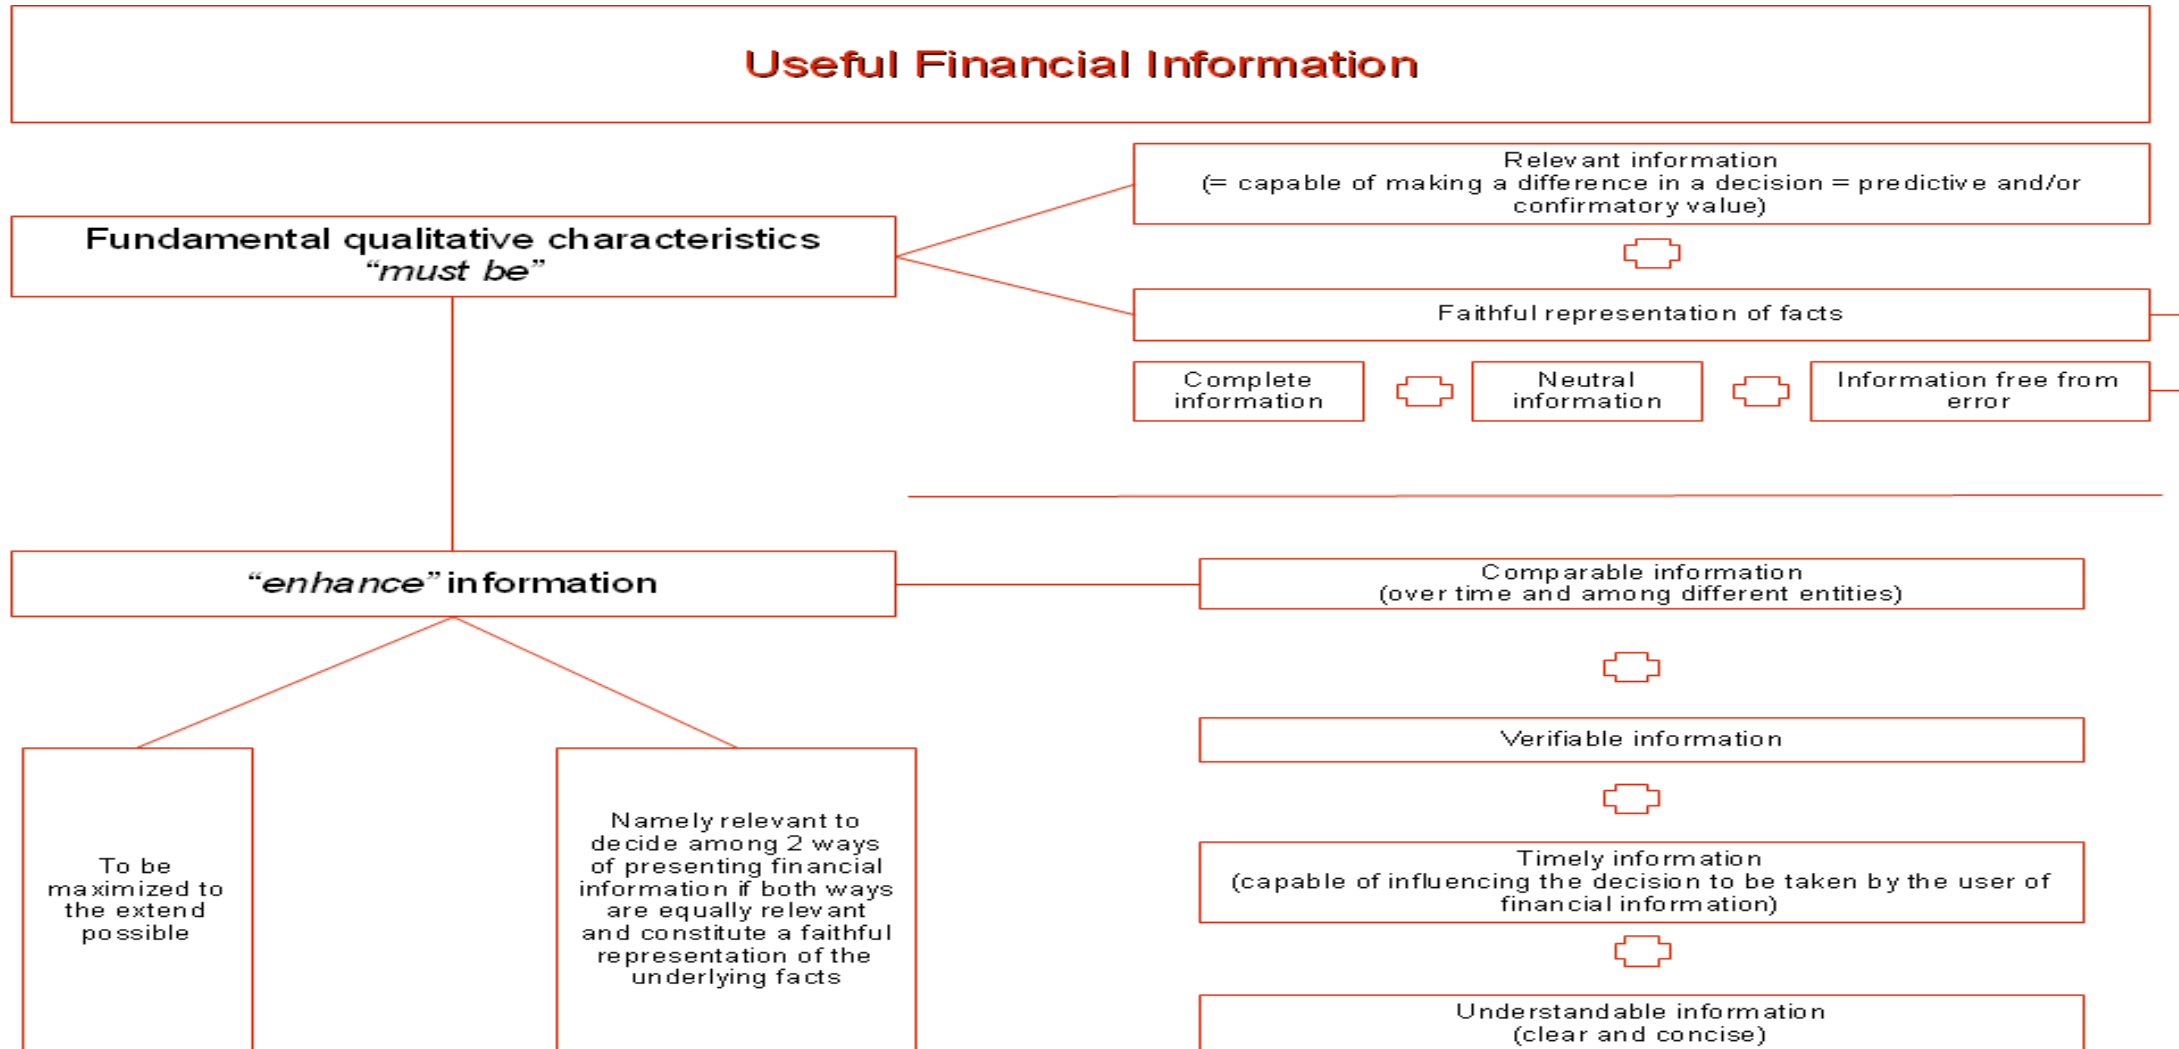 Useful Financial Information
Relevant information
(= capable of making a difference in a decision = predictive and/or
confirmatory value)
Fundamental qualitative characteristics
“must be”
Faithful representation of facts
Complete
information
Neutral
information
Information free from
error
“enhance” information
Comparable information
(over time and among different entities)
Verifiable information
To be
maximized to
the extend
possible
Namely relevant to
decide among 2 ways
of presenting financial
information if both ways
are equally relevant
and constitute a faithful
representation of the
underlying facts
Timely information
(capable of influencing the decision to be taken by the user of
financial information)
Understandable information
(clear and concise)